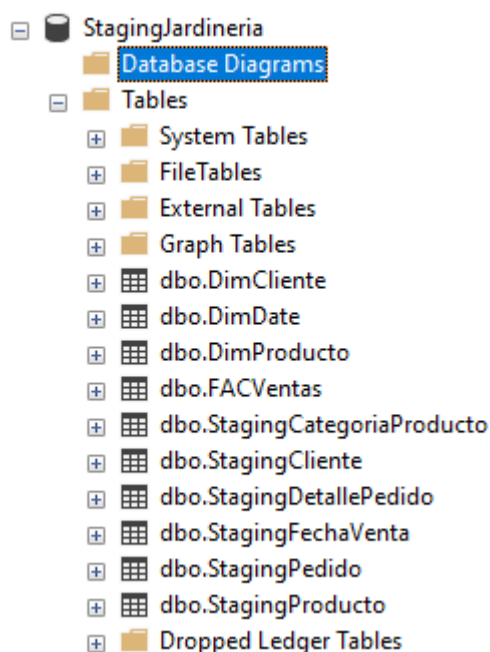 StagingJardineria
Database Diagrams
Tables
System Tables
FileTables
External Tables
Graph Tables
dbo.DimCliente
dbo.DimDate
dbo.DimProducto
dbo.FACVentas
dbo.StagingCategoriaProducto
dbo.StagingCliente
dbo.StagingDetallePedido
dbo.StagingFechaVenta
dbo.StagingPedido
dbo.StagingProducto
Dropped Ledger Tables